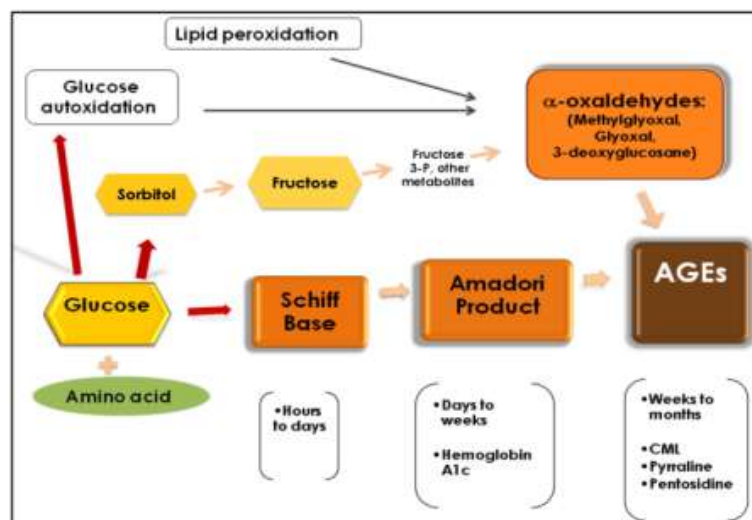 Lipid peroxidation
Glucose
autoxidation
α-oxaldehydes:
(Methylglyoxal,
Glyoxal,
3-deoxyglucosane)
Sorbitol
Fructose
Fructose
3-P, other
metabolites
Glucose
Schiff
Base
Amadori
Product
AGEs
Amino acid
•Hours
to days
•Days to
weeks
•Hemoglobin
A1c
•Weeks to
months
•CML
•Pyrraline
•Pentosidine